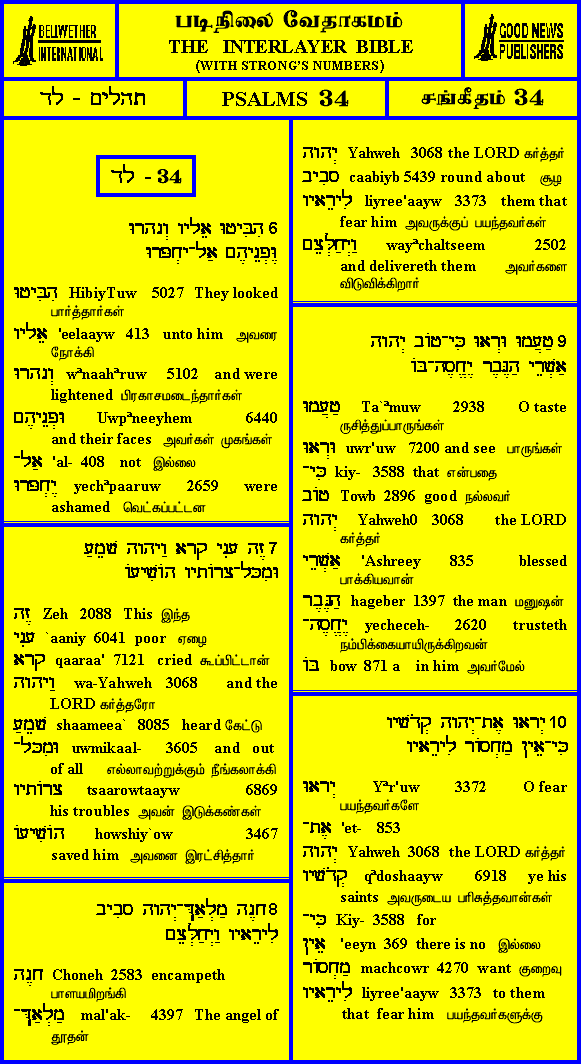 BELLWETHER
INTERNATIONAL
படிநிலை வேதாகமம்
THE INTERLAYER BIBLE
(WITH STRONG'S NUMBERS)
GOOD NEWS
PUBLISHERS
תהלים - לד
PSALMS 34
சங்கீதம் 34
לד - 34
6 הִבִּיטוּ אֵלָיו וְנָהָרוּ
וּפְנֵיהֶם אַל־יֶחְפָּרוּ
הִבִּיטוּ HibiyTuw 5027 They looked
பார்த்தார்கள்
אֵלָיו 'eelaayw 413 unto him அவரை
நோக்கி
וְנָהָרוּ wªnaahªruw 5102 and were
lightened பிரகாசமடைந்தார்கள்
וּפְנֵיהֶם Uwpªneeyhem 6440
and their faces அவர்கள் முகங்கள்
אַל־ 'al- 408 not இல்லை
יֶחְפָּרוּ yechªpaaruw 2659 were
ashamed வெட்கப்பட்டன
7 זֶה עָנִי קָרָא וַיהוָה שָׁמֵעַ
וּמִכָּל־צָרוֹתָיו הוֹשִׁיעוֹ
זֶה Zeh 2088 This இந்த
עָנִי `aaniy 6041 poor ஏழை
קָרָא qaaraa' 7121 cried கூப்பிட்டான்
וַיהוָה wa-Yahweh 3068 and the
LORD கர்த்தரோ
שָׁמֵעַ shaameea` 8085 heard கேட்டு
וּמִכָּל־ uwmikaal- 3605 and out
of all எல்லாவற்றுக்கும் நீங்கலாக்கி
צָרוֹתָיו tsaarowtaayw 6869
his troubles அவன் இடுக்கண்கள்
הוֹשִׁיעוֹ howshiy`ow 3467
saved him அவனை இரட்சித்தார்
8 חֹנֶה מַלְאַךְ־יְהוָה סָבִיב
לִירֵאָיו וַיְחַלְּצֵם
חֹנֶה Choneh 2583 encampeth
பாளயமிறங்கி
מַלְאַךְ־ mal'ak- 4397 The angel of
தூதன்
יְהוָה Yahweh 3068 the LORD கர்த்தர்
סָבִיב caabiyb 5439 round about சூழ
לִירֵאָיו liyree'aayw 3373 them that
fear him அவருக்குப் பயந்தவர்கள்
וַיְחַלְּצֵם wayªchaltseem 2502
and delivereth them அவர்களை
விடுவிக்கிறார்
9 טַעֲמוּ וּרְאוּ כִּי־טוֹב יְהוָה
אַשְׁרֵי הַגֶּבֶר יֶחֱסֶה־בּוֹ
טַעֲמוּ Ta`ªmuw 2938 O taste
ருசித்துப்பாருங்கள்
וּרְאוּ uwr'uw 7200 and see பாருங்கள்
כִּי־ kiy- 3588 that என்பதை
טוֹב Towb 2896 good நல்லவர்
יְהוָה Yahweh0 3068 the LORD
கர்த்தர்
אַשְׁרֵי 'Ashreey 835 blessed
பாக்கியவான்
הַגֶּבֶר hageber 1397 the man மனுஷன்
יֶחֱסֶה־ yecheceh- 2620 trusteth
நம்பிக்கையாயிருக்கிறவன்
בּוֹ bow 871 a in him அவர்மேல்
10 יְראוּ אֶת־יְהוָה קְדֹשָׁיו
כִּי־אֵין מַחְסוֹר לִירֵאָיו
יְראוּ Yªr'uw 3372 O fear
பயந்தவர்களே
אֶת־ 'et- 853
יְהוָה Yahweh 3068 the LORD கர்த்தர்
קְדֹשָׁיו qªdoshaayw 6918 ye his
saints அவருடைய பரிசுத்தவான்கள்
כִּי־ Kiy- 3588 for
אֵין 'eeyn 369 there is no இல்லை
מַחְסוֹר machcowr 4270 want குறைவு
לִירֵאָיו liyree'aayw 3373 to them
that fear him பயந்தவர்களுக்கு